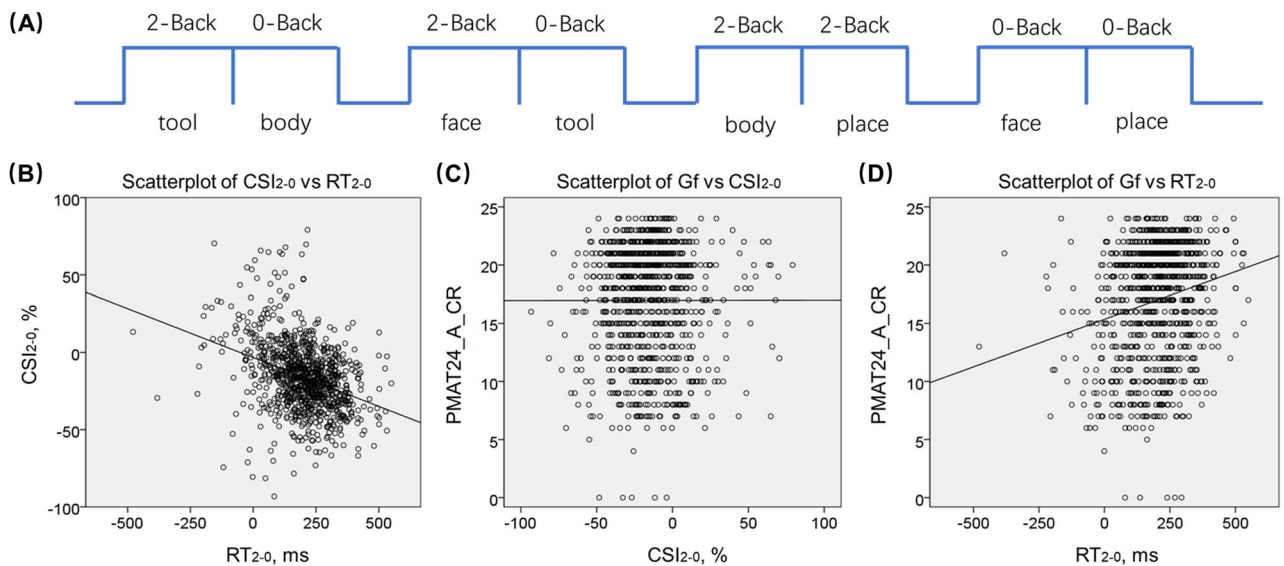 (A)
2-Back 0-Back 2-Back 0-Back 2-Back 2-Back 0-Back 0-Back
tool body face tool body place face place
(B)
Scatterplot of CSI2-0 vs RT2-0
CSI2-0, %
100
50
0
-50
-100
-500 -250 0 250 500
RT2-0, ms
(C)
Scatterplot of Gf vs CSI2-0
PMAT24_A_CR
25
20
15
10
5
0
-100 -50 0 50 100
CSI2-0, %
(D)
Scatterplot of Gf vs RT2-0
PMAT24_A_CR
25
20
15
10
5
0
-500 -250 0 250 500
RT2-0, ms